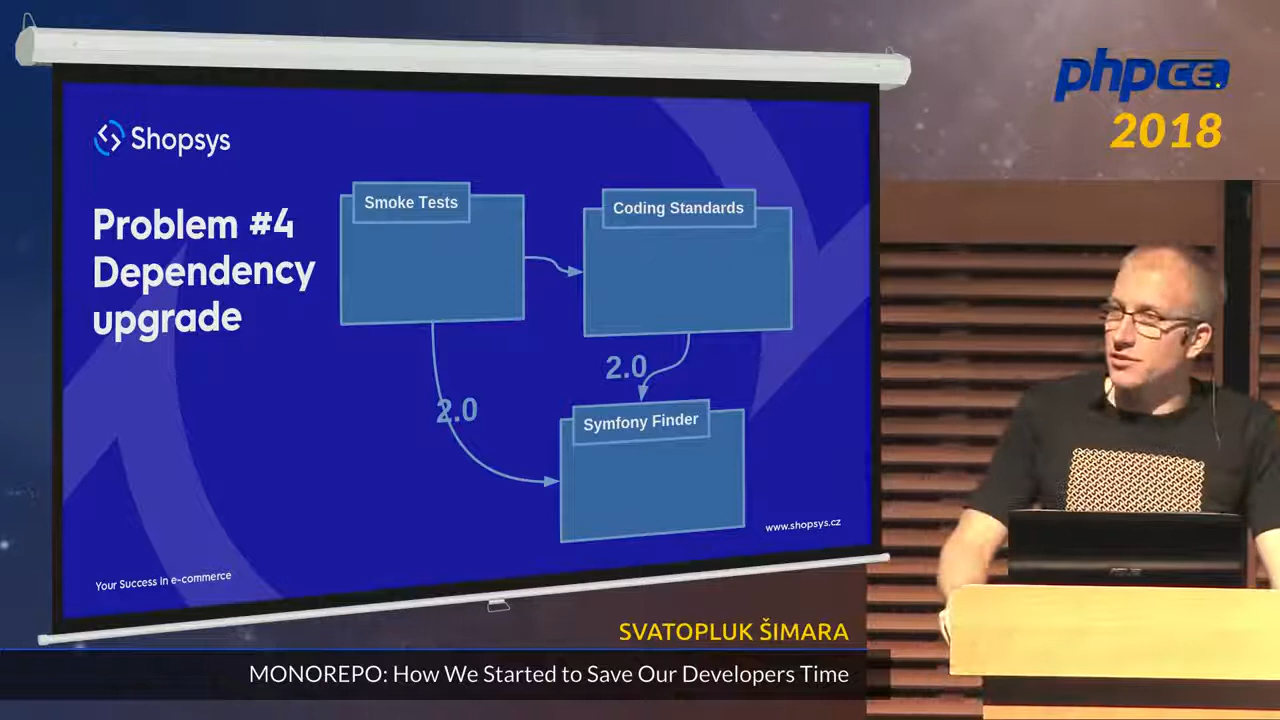 phpce
2018
Shopsys
Problem #4
Dependency
upgrade
Smoke Tests
Coding Standards
2.0
2.0
Symfony Finder
www.shopsys.cz
Your Success in e-commerce
ASUS
SVATOPLUK ŠIMARA
MONOREPO: How We Started to Save Our Developers Time